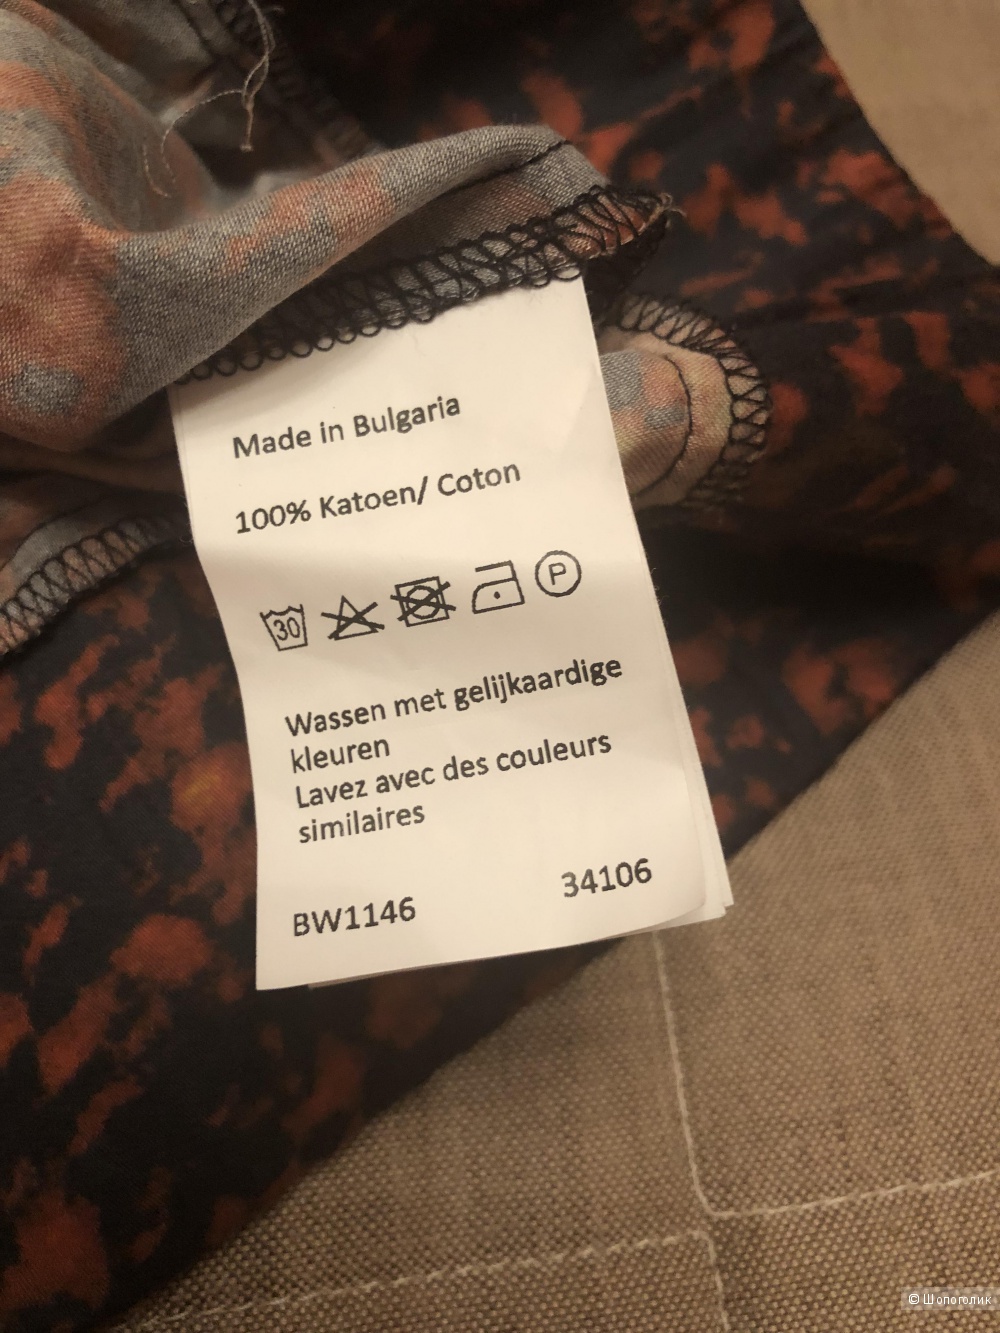 Made in Bulgaria
100% Katoen/ Coton
30
P
Wassen met gelijkaardige
kleuren
Lavez avec des couleurs
similaires
BW1146 34106
© Шопоголик